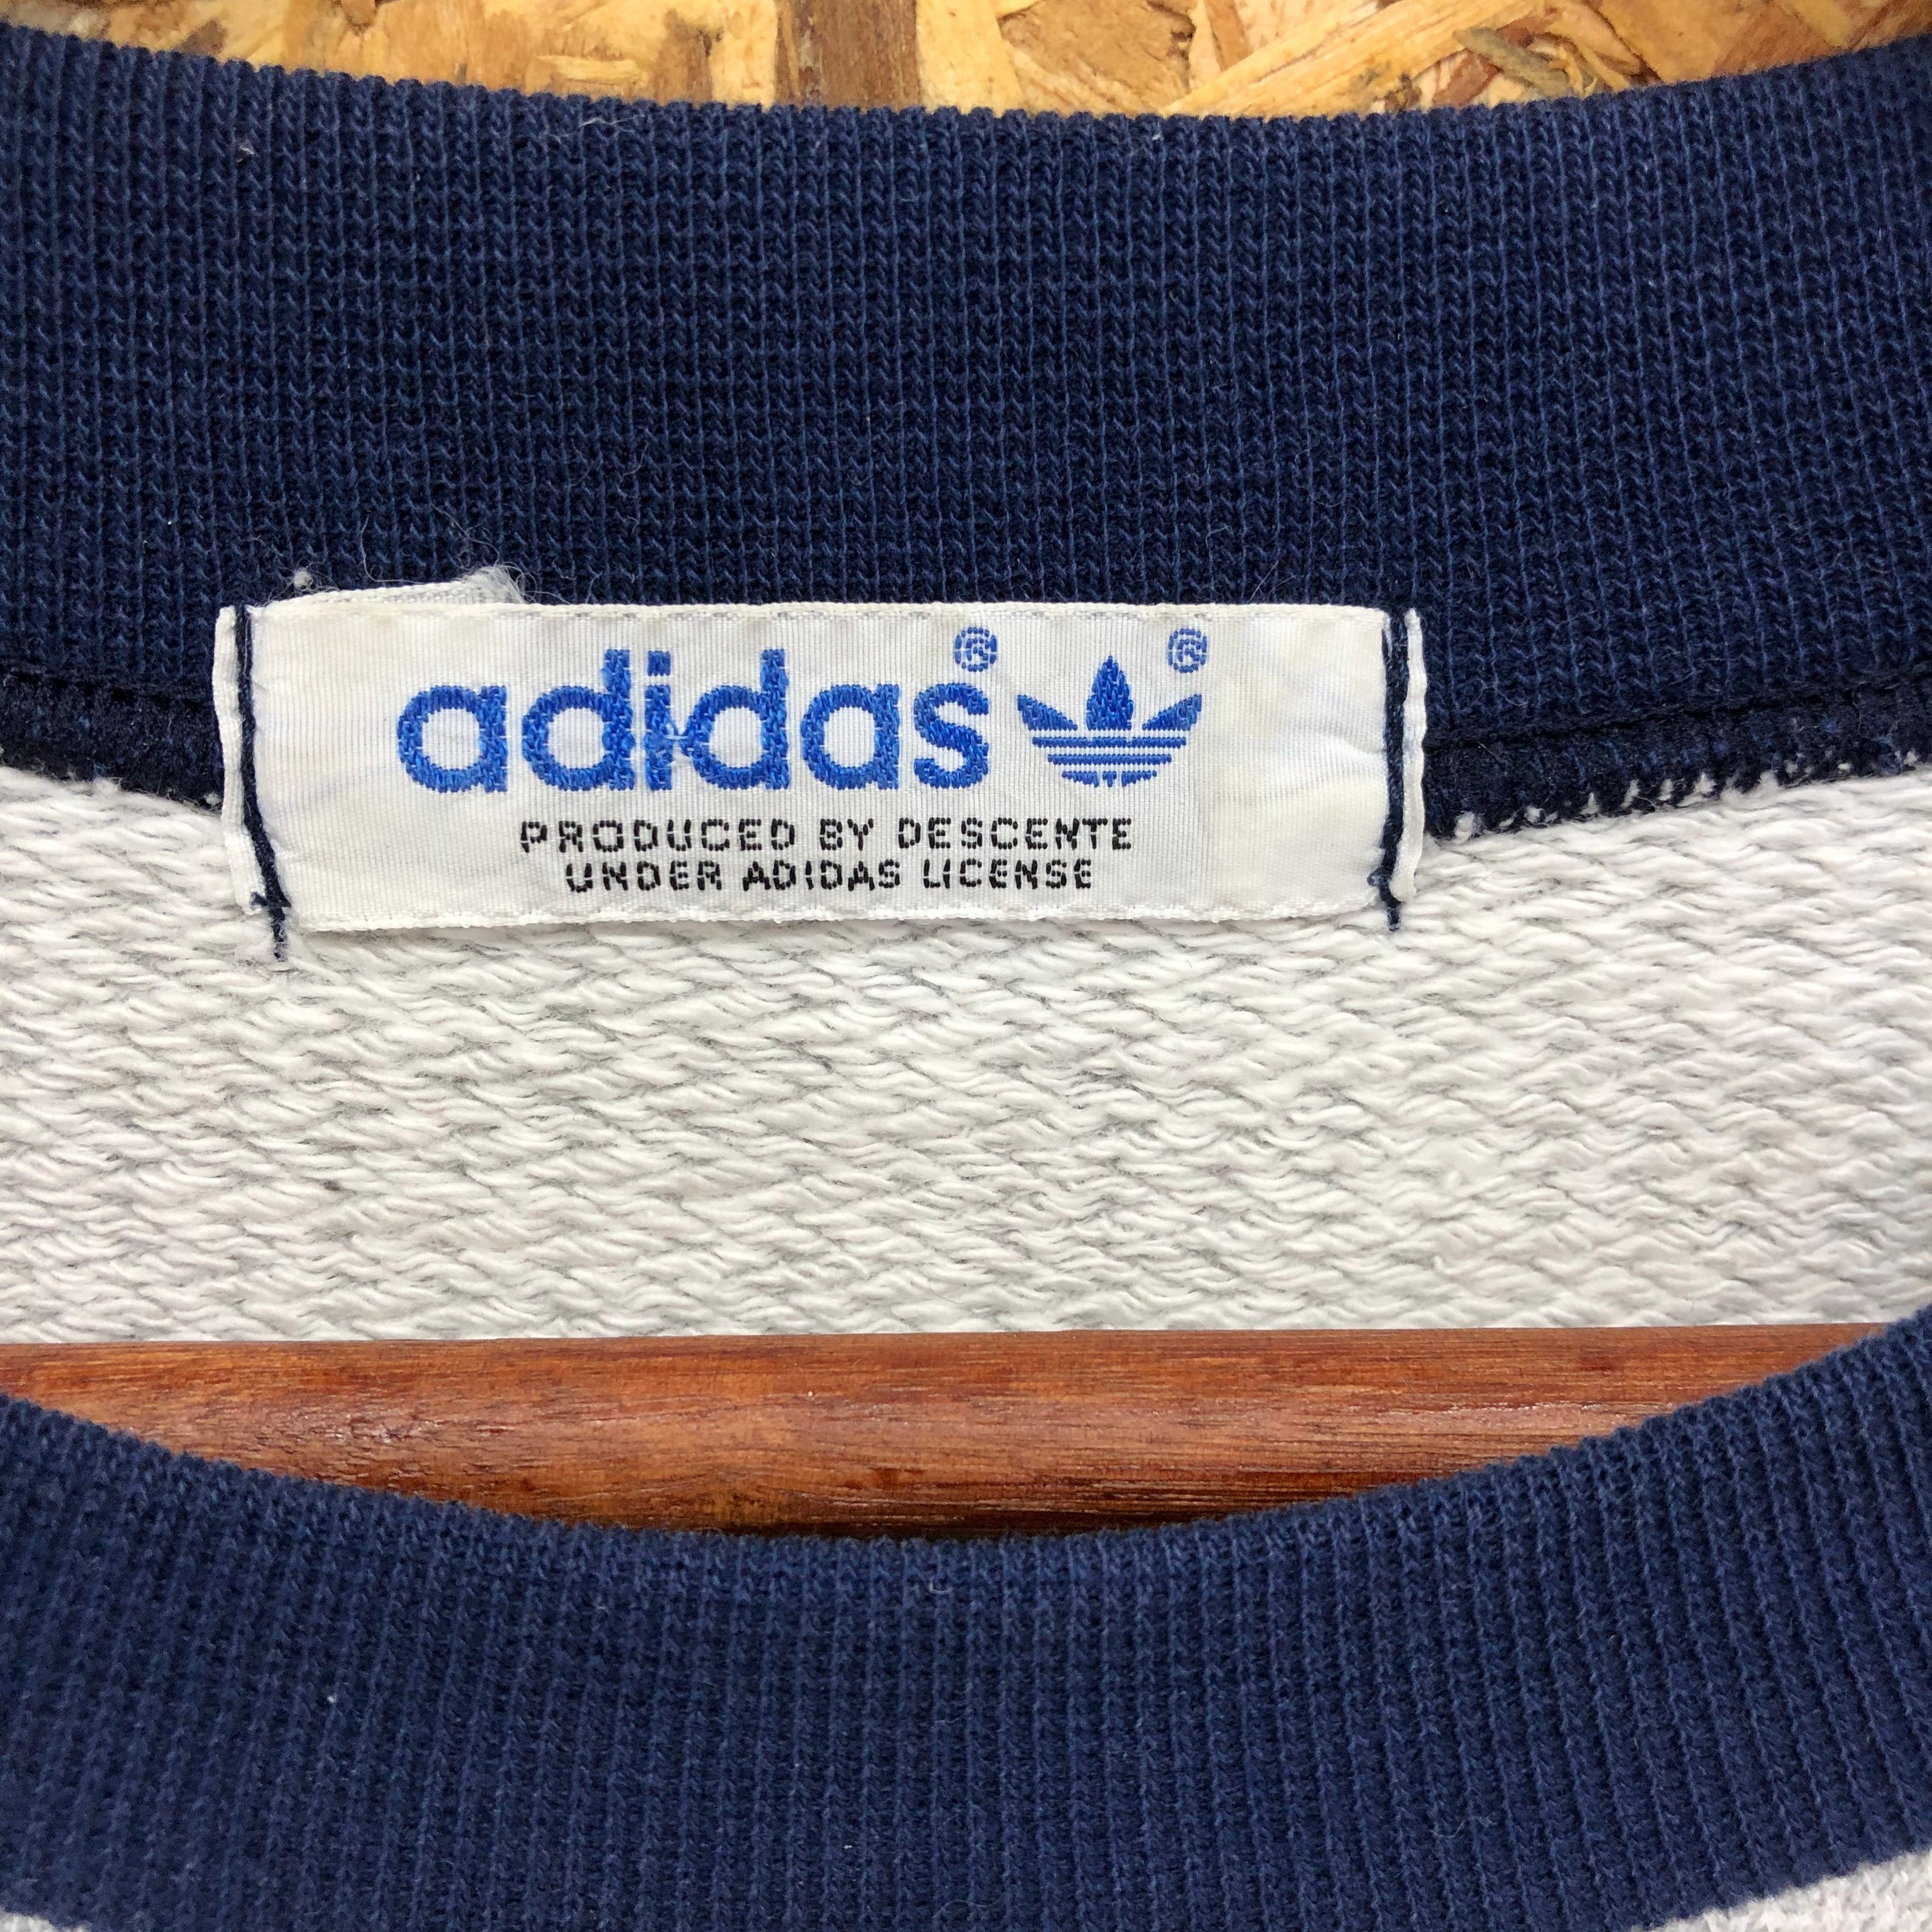 adidas® ®
PRODUCED BY DESCENTE
UNDER ADIDAS LICENSE